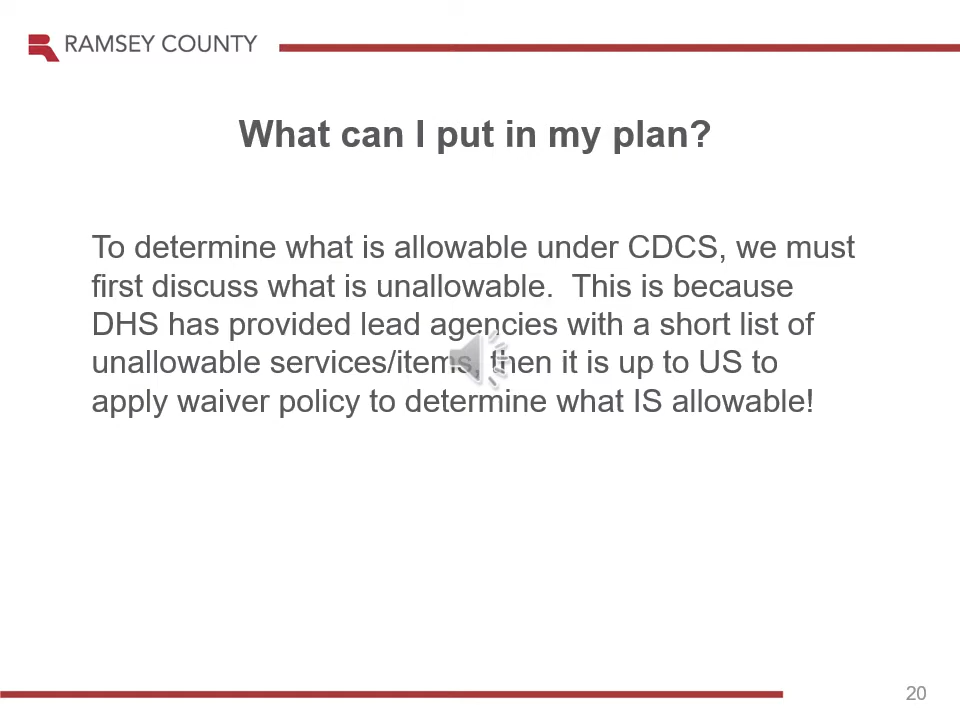 RAMSEY COUNTY
What can I put in my plan?
To determine what is allowable under CDCS, we must
first discuss what is unallowable.  This is because
DHS has provided lead agencies with a short list of
unallowable services/items, then it is up to US to
apply waiver policy to determine what IS allowable!
20